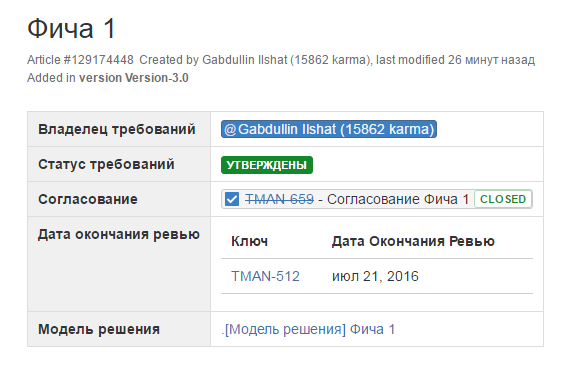 Фича 1
Article #129174448 Created by Gabdullin Ilshat (15862 karma), last modified 26 минут назад
Added in version Version-3.0
Владелец требований @Gabdullin Ilshat (15862 karma)
Статус требований УТВЕРЖДЕНЫ
Согласование TMAN-659 - Согласование Фича 1 CLOSED
Дата окончания ревью Ключ Дата Окончания Ревью
TMAN-512 июл 21, 2016
Модель решения .[Модель решения] Фича 1